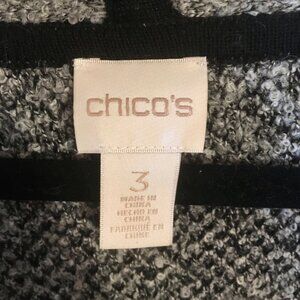 chico's
3
MADE IN
CHINA
HECHO EN
CHINA
FABRIQUÉ EN
CHINE